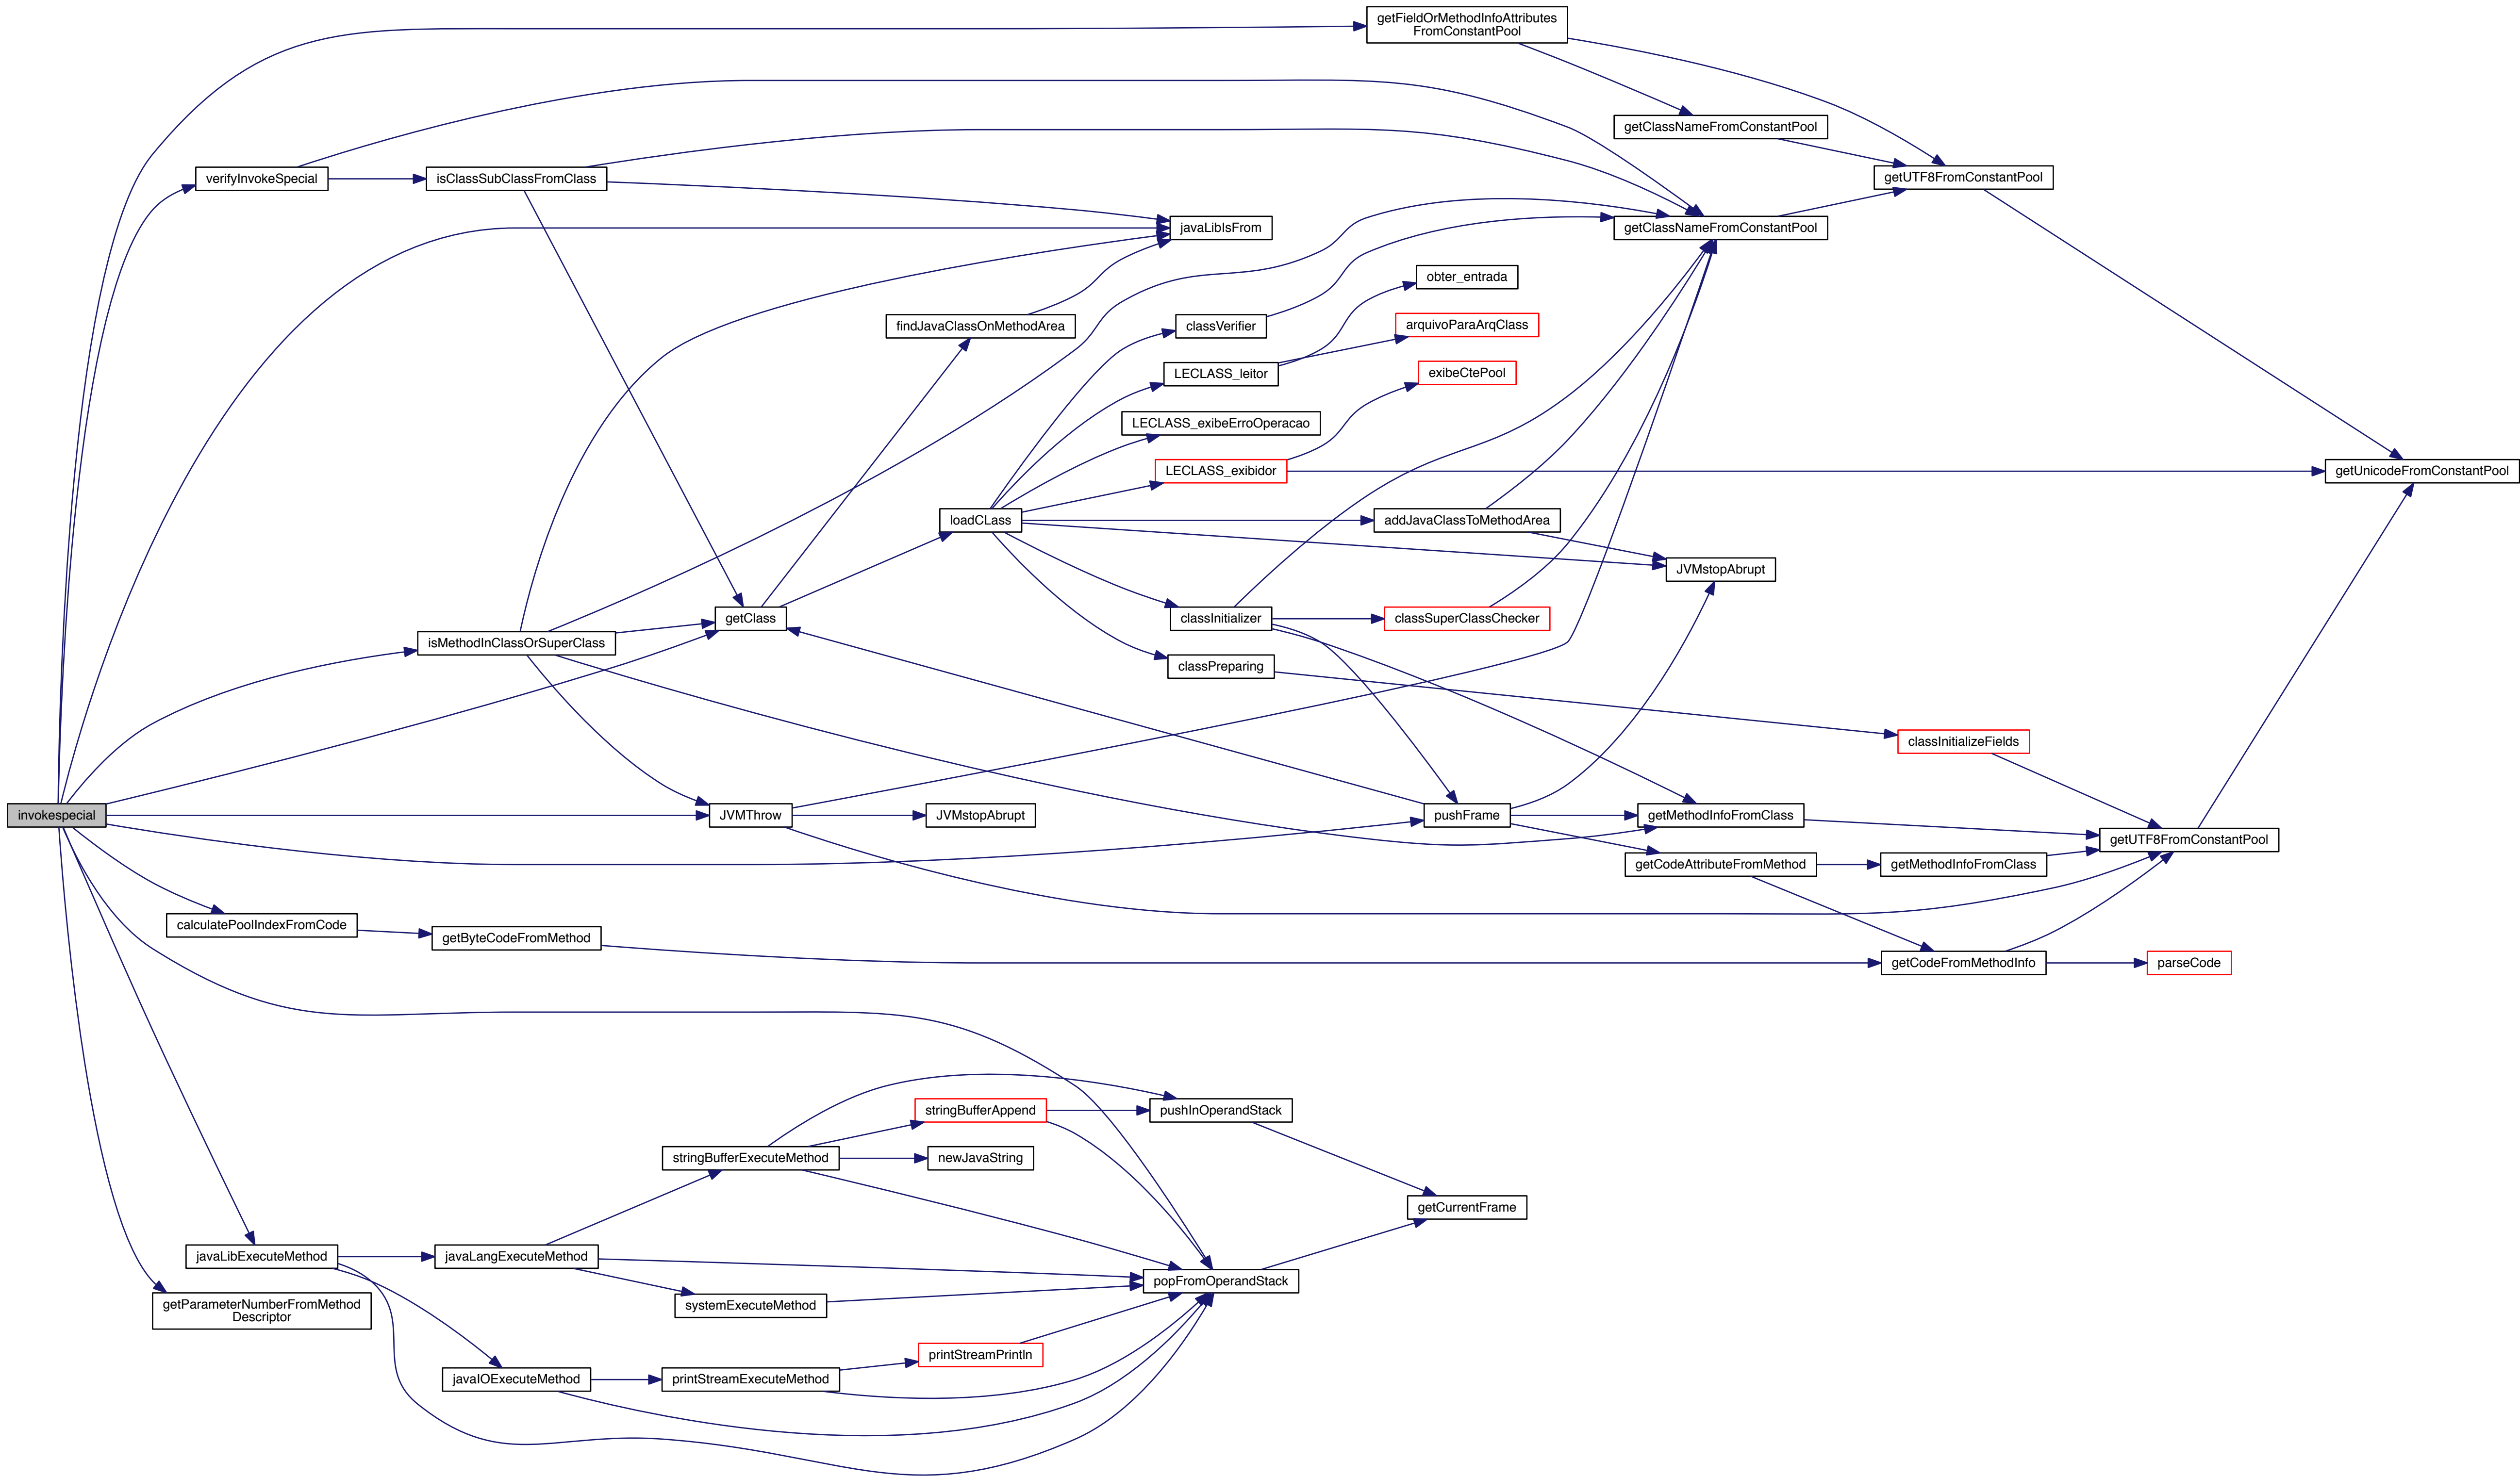 getFieldOrMethodInfoAttributes
FromConstantPool
getClassNameFromConstantPool
verifyInvokeSpecial
isClassSubClassFromClass
getUTF8FromConstantPool
javaLibIsFrom
getClassNameFromConstantPool
obter_entrada
findJavaClassOnMethodArea
classVerifier
arquivoParaArqClass
LECLASS_leitor
exibeCtePool
LECLASS_exibeErroOperacao
LECLASS_exibidor
getUnicodeFromConstantPool
loadCLass
addJavaClassToMethodArea
JVMstopAbrupt
getClass
classInitializer
classSuperClassChecker
isMethodInClassOrSuperClass
classPreparing
classInitializeFields
invokespecial
JVMThrow
JVMstopAbrupt
pushFrame
getMethodInfoFromClass
getUTF8FromConstantPool
getCodeAttributeFromMethod
getMethodInfoFromClass
calculatePoolIndexFromCode
getByteCodeFromMethod
getCodeFromMethodInfo
parseCode
stringBufferAppend
pushInOperandStack
stringBufferExecuteMethod
newJavaString
getCurrentFrame
javaLibExecuteMethod
javaLangExecuteMethod
popFromOperandStack
getParameterNumberFromMethod
Descriptor
systemExecuteMethod
printStreamPrintln
javaIOExecuteMethod
printStreamExecuteMethod